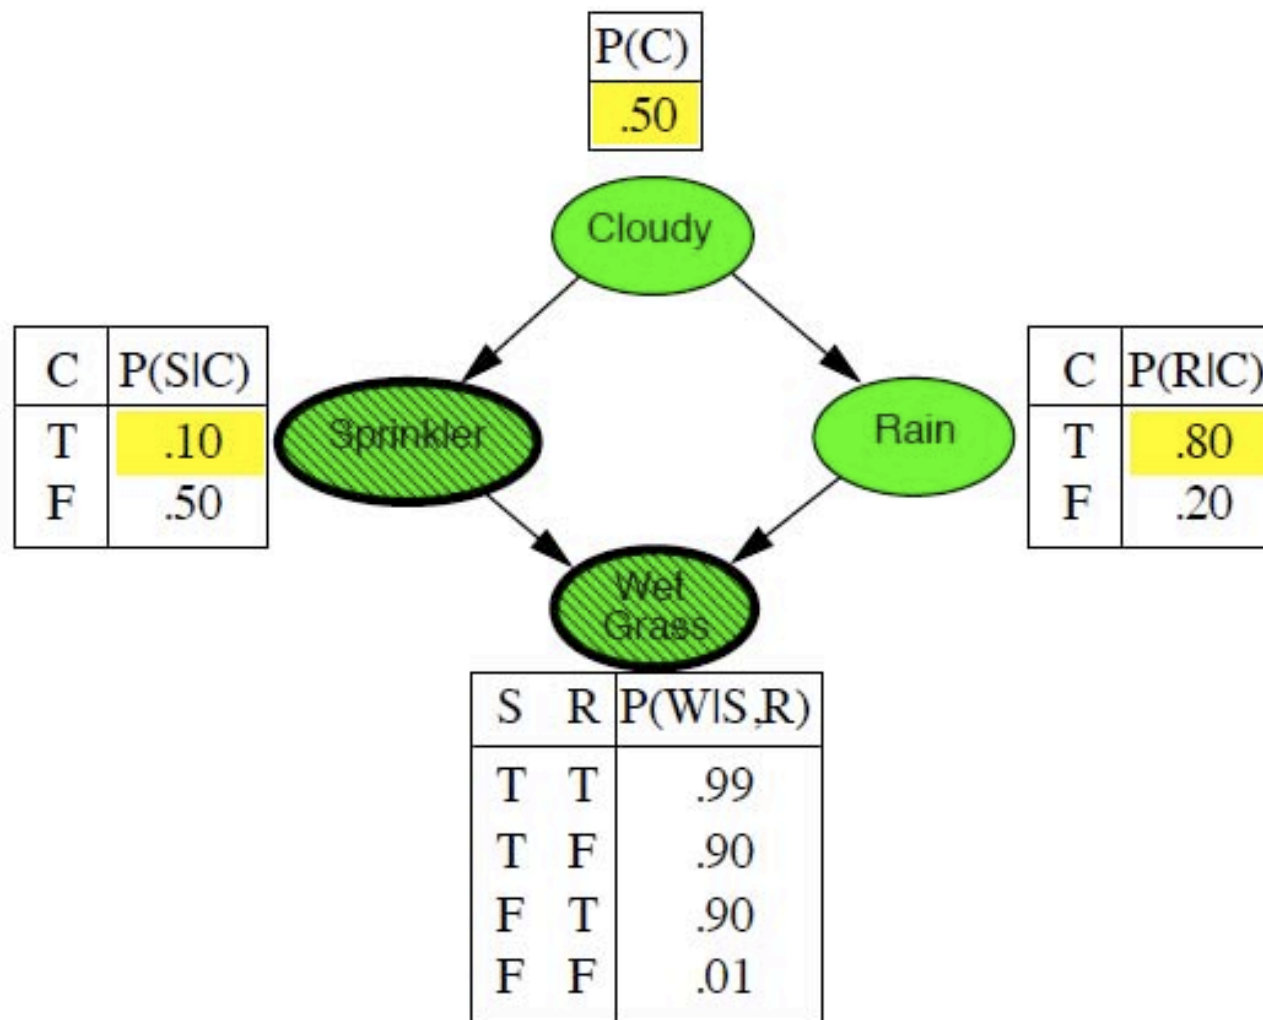 P(C)
.50
Cloudy
C P(S|C)
T .10
F .50
Sprinkler
Rain
C P(R|C)
T .80
F .20
Wet
Grass
S R P(W|S,R)
T T .99
T F .90
F T .90
F F .01